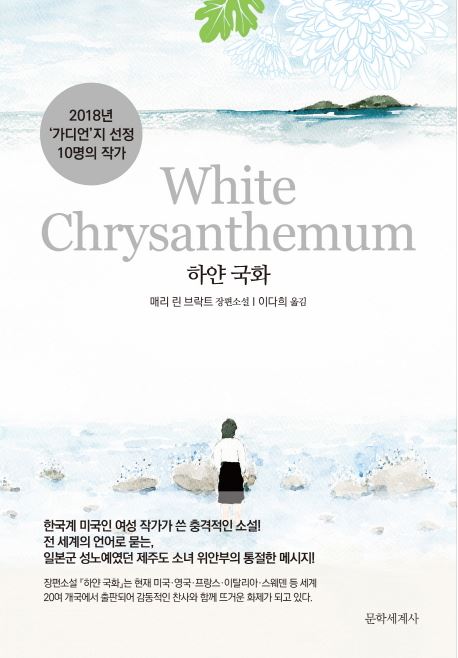 2018년
‘가디언’지 선정
10명의 작가
White
Chrysanthemum
하얀 국화
매리 린 브락트 장편소설 | 이다희 옮김
한국계 미국인 여성 작가가 쓴 충격적인 소설!
전 세계의 언어로 묻는,
일본군 성노예였던 제주도 소녀 위안부의 통절한 메시지!
장편소설 『하얀 국화』는 현재 미국·영국·프랑스·이탈리아·스웨덴 등 세계
20여 개국에서 출판되어 감동적인 찬사와 함께 뜨거운 화제가 되고 있다.
문학세계사